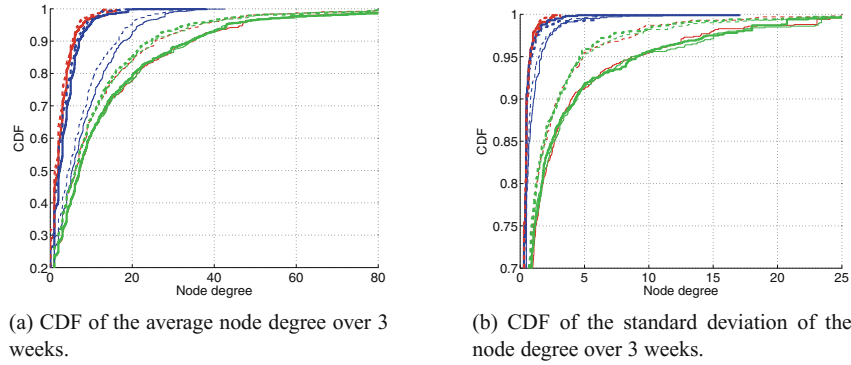 1
0.9
0.8
0.7
0.6
0.5
0.4
0.3
0.2
CDF
0 20 40 60 80
Node degree
1
0.95
0.9
0.85
0.8
0.75
0.7
CDF
0 5 10 15 20 25
Node degree
(a) CDF of the average node degree over 3
weeks.
(b) CDF of the standard deviation of the
node degree over 3 weeks.